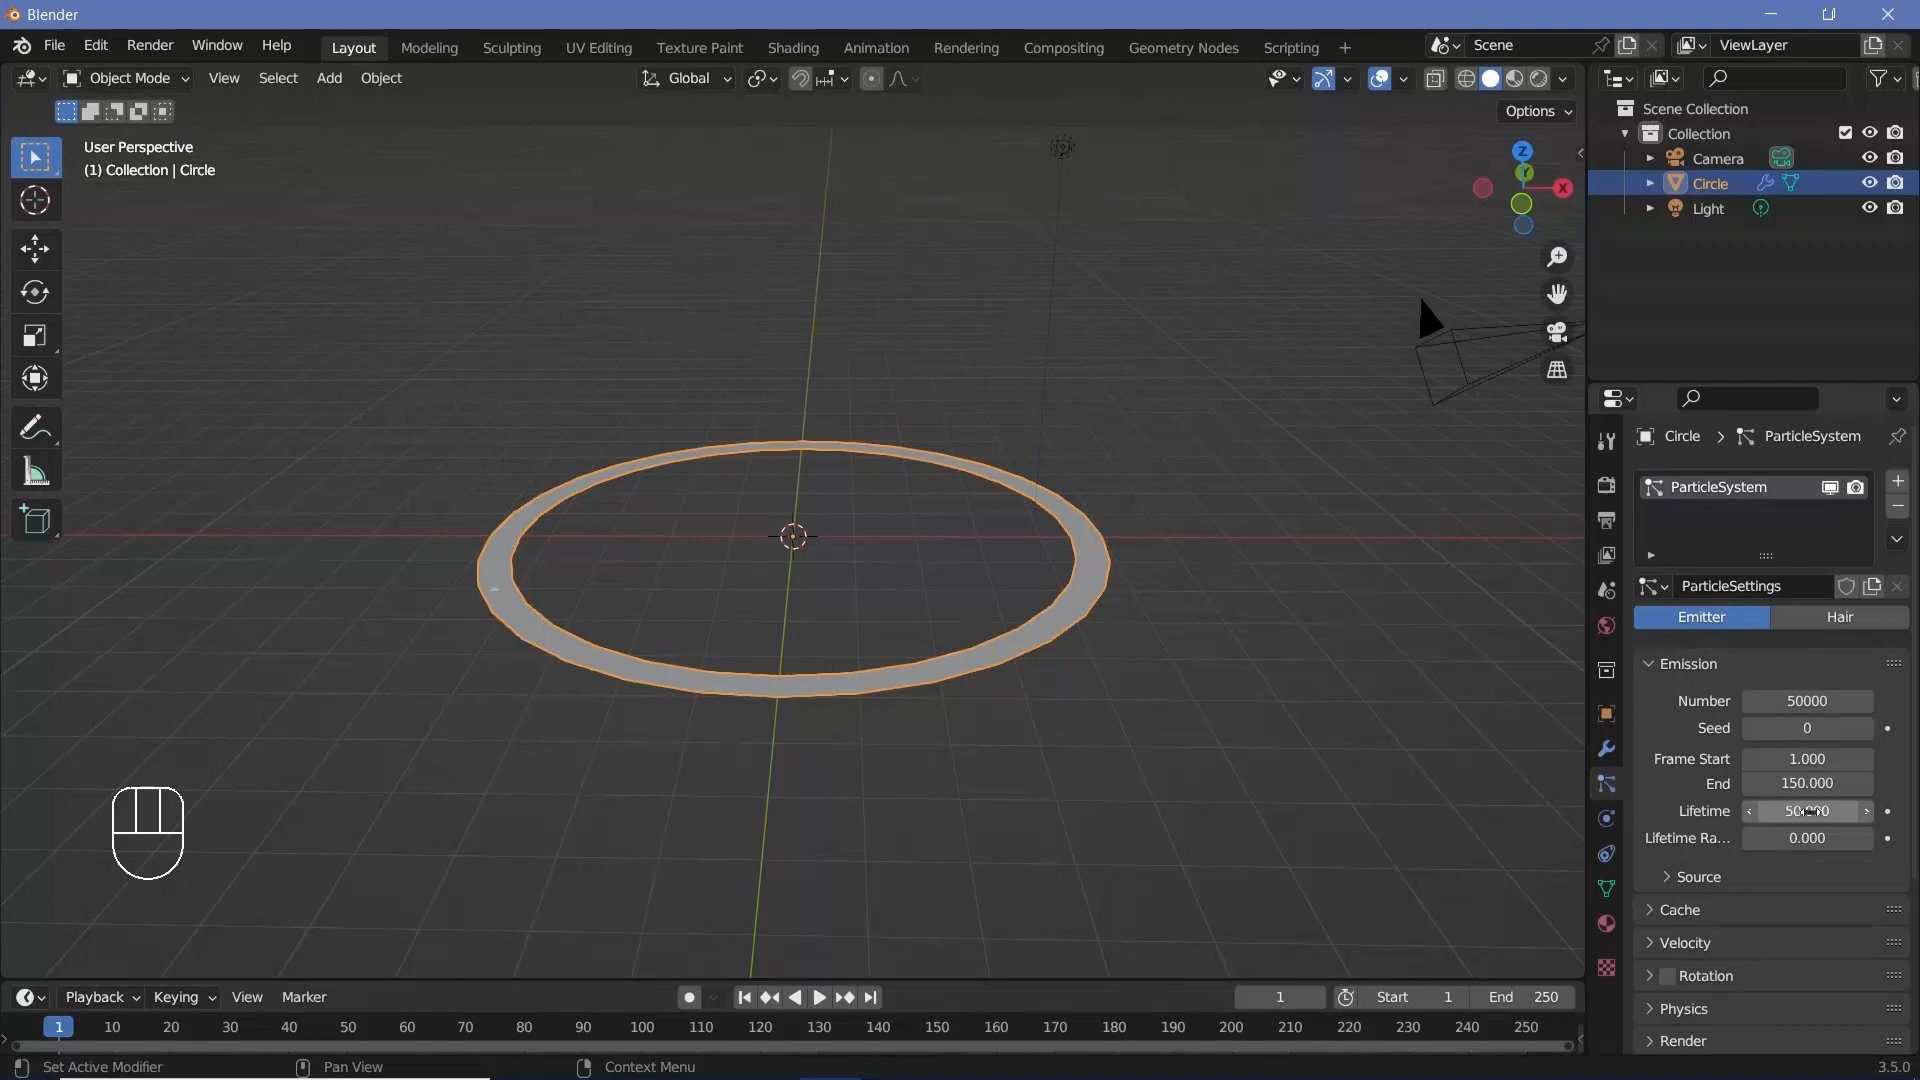 Blender
File Edit Render Window Help Layout Modeling Sculpting UV Editing Texture Paint Shading Animation Rendering Compositing Geometry Nodes Scripting + Scene ViewLayer
Object Mode View Select Add Object Global
Options
User Perspective
(1) Collection | Circle
Z
Y
X
Scene Collection
Collection
Camera
Circle
Light
Circle > ParticleSystem
ParticleSystem
ParticleSettings
Emitter Hair
Emission
Number 50000
Seed 0
Frame Start 1.000
End 150.000
Lifetime
Lifetime Ra... 0.000
Source
Cache
Velocity
Rotation
Physics
Render
Playback Keying View Marker 1 Start 1 End 250
1 10 20 30 40 50 60 70 80 90 100 110 120 130 140 150 160 170 180 190 200 210 220 230 240 250
Set Active Modifier Pan View Context Menu 3.5.0